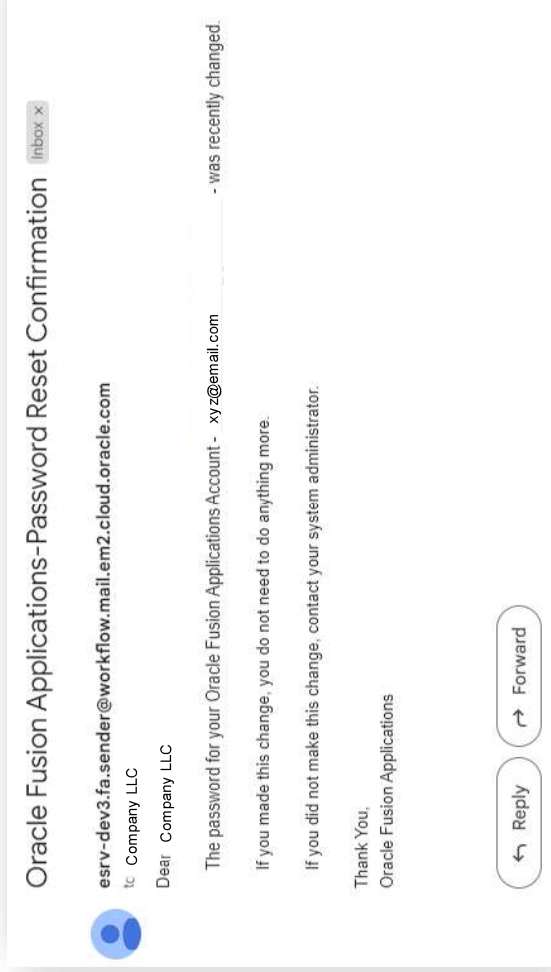 Oracle Fusion Applications-Password Reset Confirmation Inbox ×
esrv-dev3.fa.sender@workflow.mail.em2.cloud.oracle.com
to Company LLC
Dear Company LLC
The password for your Oracle Fusion Applications Account - xyz@email.com - was recently changed.
If you made this change, you do not need to do anything more.
If you did not make this change, contact your system administrator.
Thank You,
Oracle Fusion Applications
Reply Forward